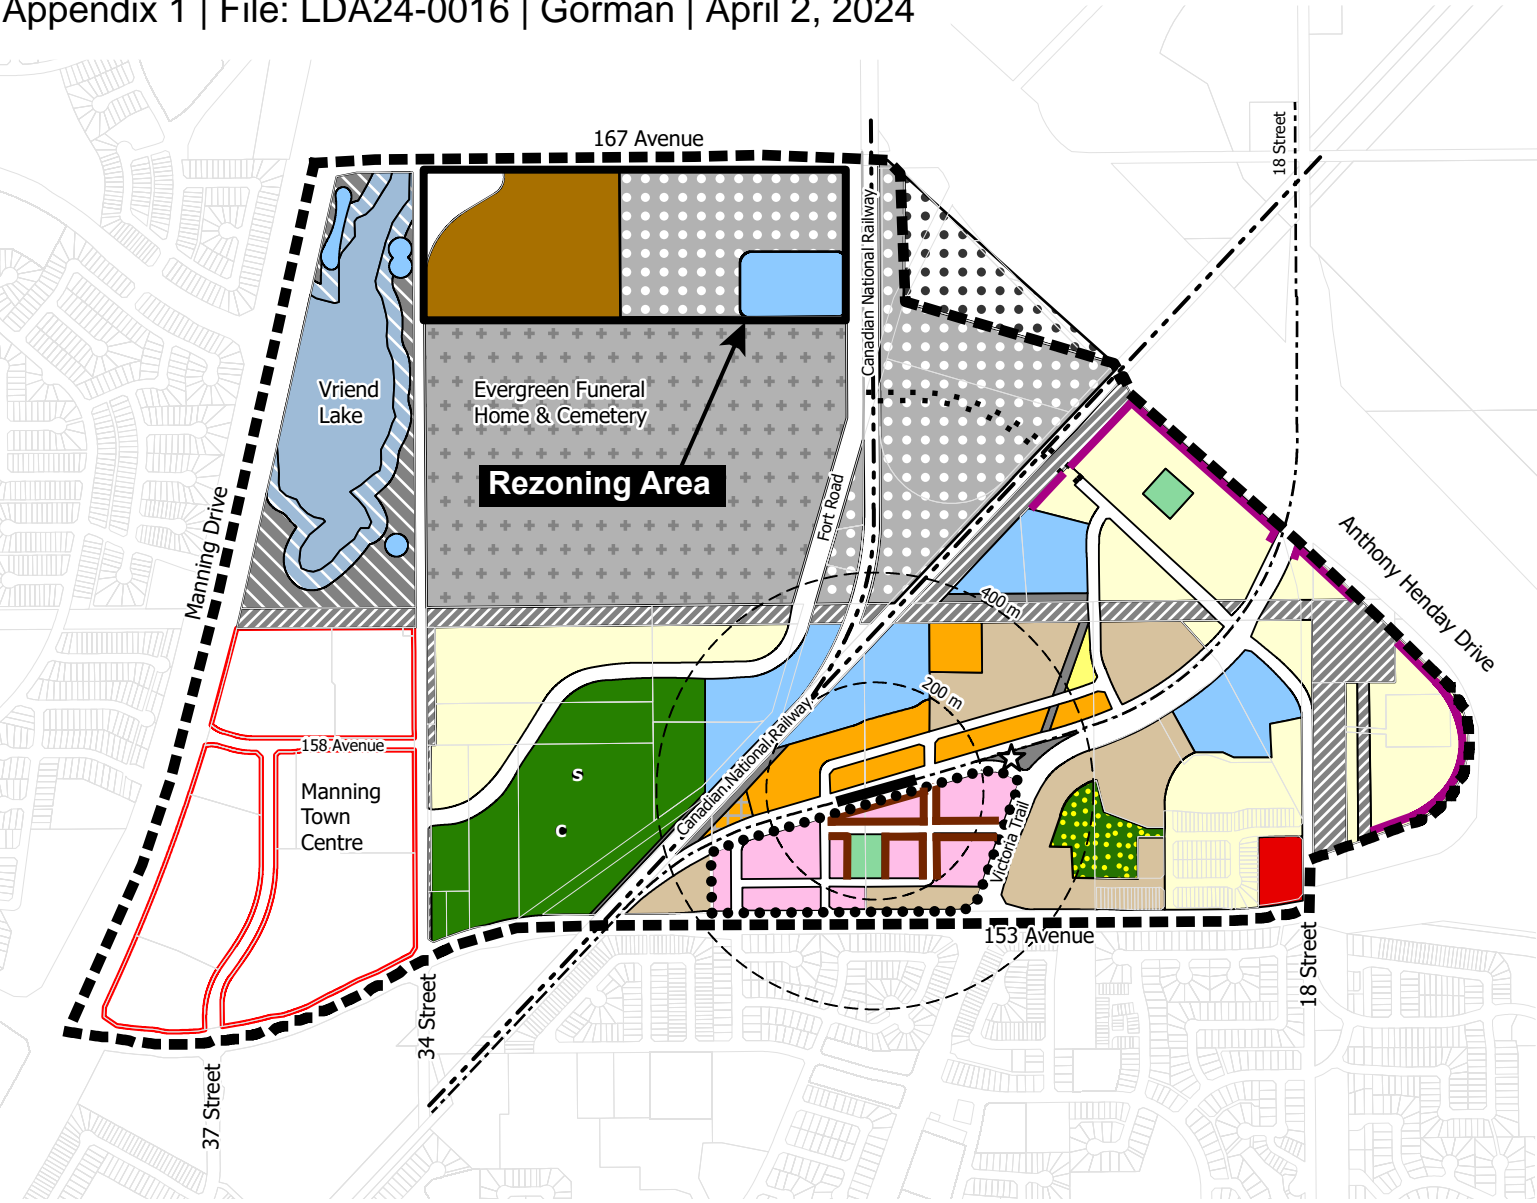 Appendix 1 | File: LDA24-0016 | Gorman | April 2, 2024
167 Avenue
18 Street
Canadian National Railway
Vriend
Lake
Evergreen Funeral
Home & Cemetery
Rezoning Area
Fort Road
Manning Drive
Anthony Henday Drive
400 m
200 m
158 Avenue
Canadian National Railway
S
C
Manning
Town
Centre
Victoria Trail
153 Avenue
34 Street
18 Street
37 Street